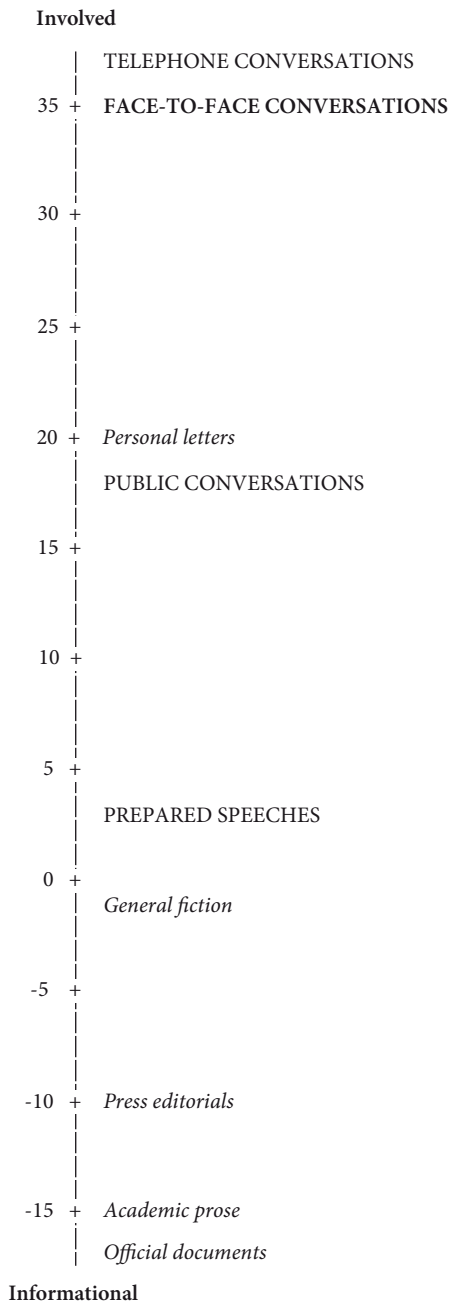 Involved
TELEPHONE CONVERSATIONS
35 + FACE-TO-FACE CONVERSATIONS
30 +
25 +
20 + Personal letters
PUBLIC CONVERSATIONS
15 +
10 +
5 +
PREPARED SPEECHES
0 +
General fiction
-5 +
-10 + Press editorials
-15 + Academic prose
Official documents
Informational